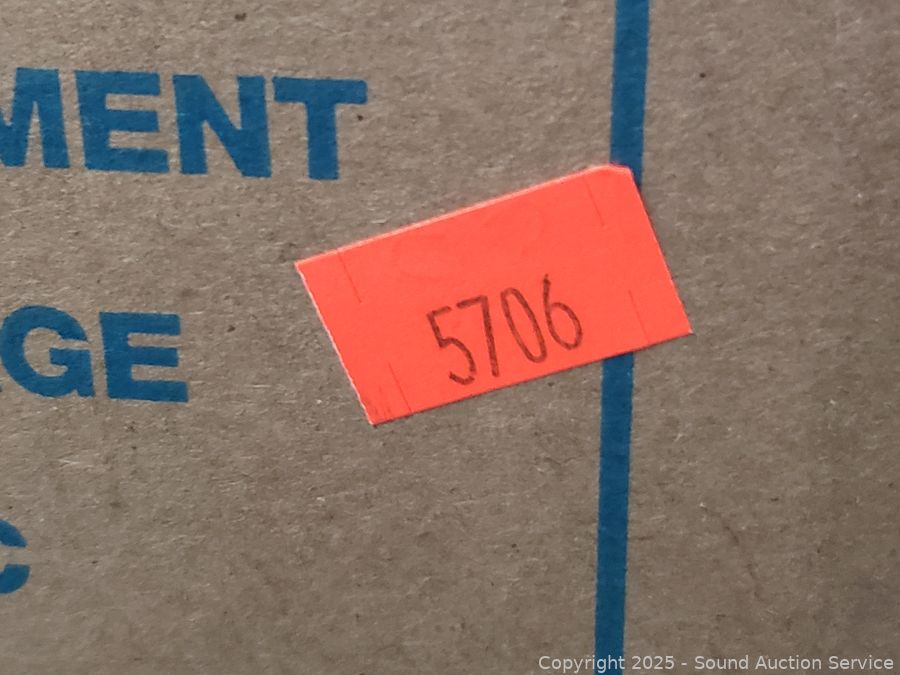 MENT
5706
GE
C
Copyright 2025 - Sound Auction Service